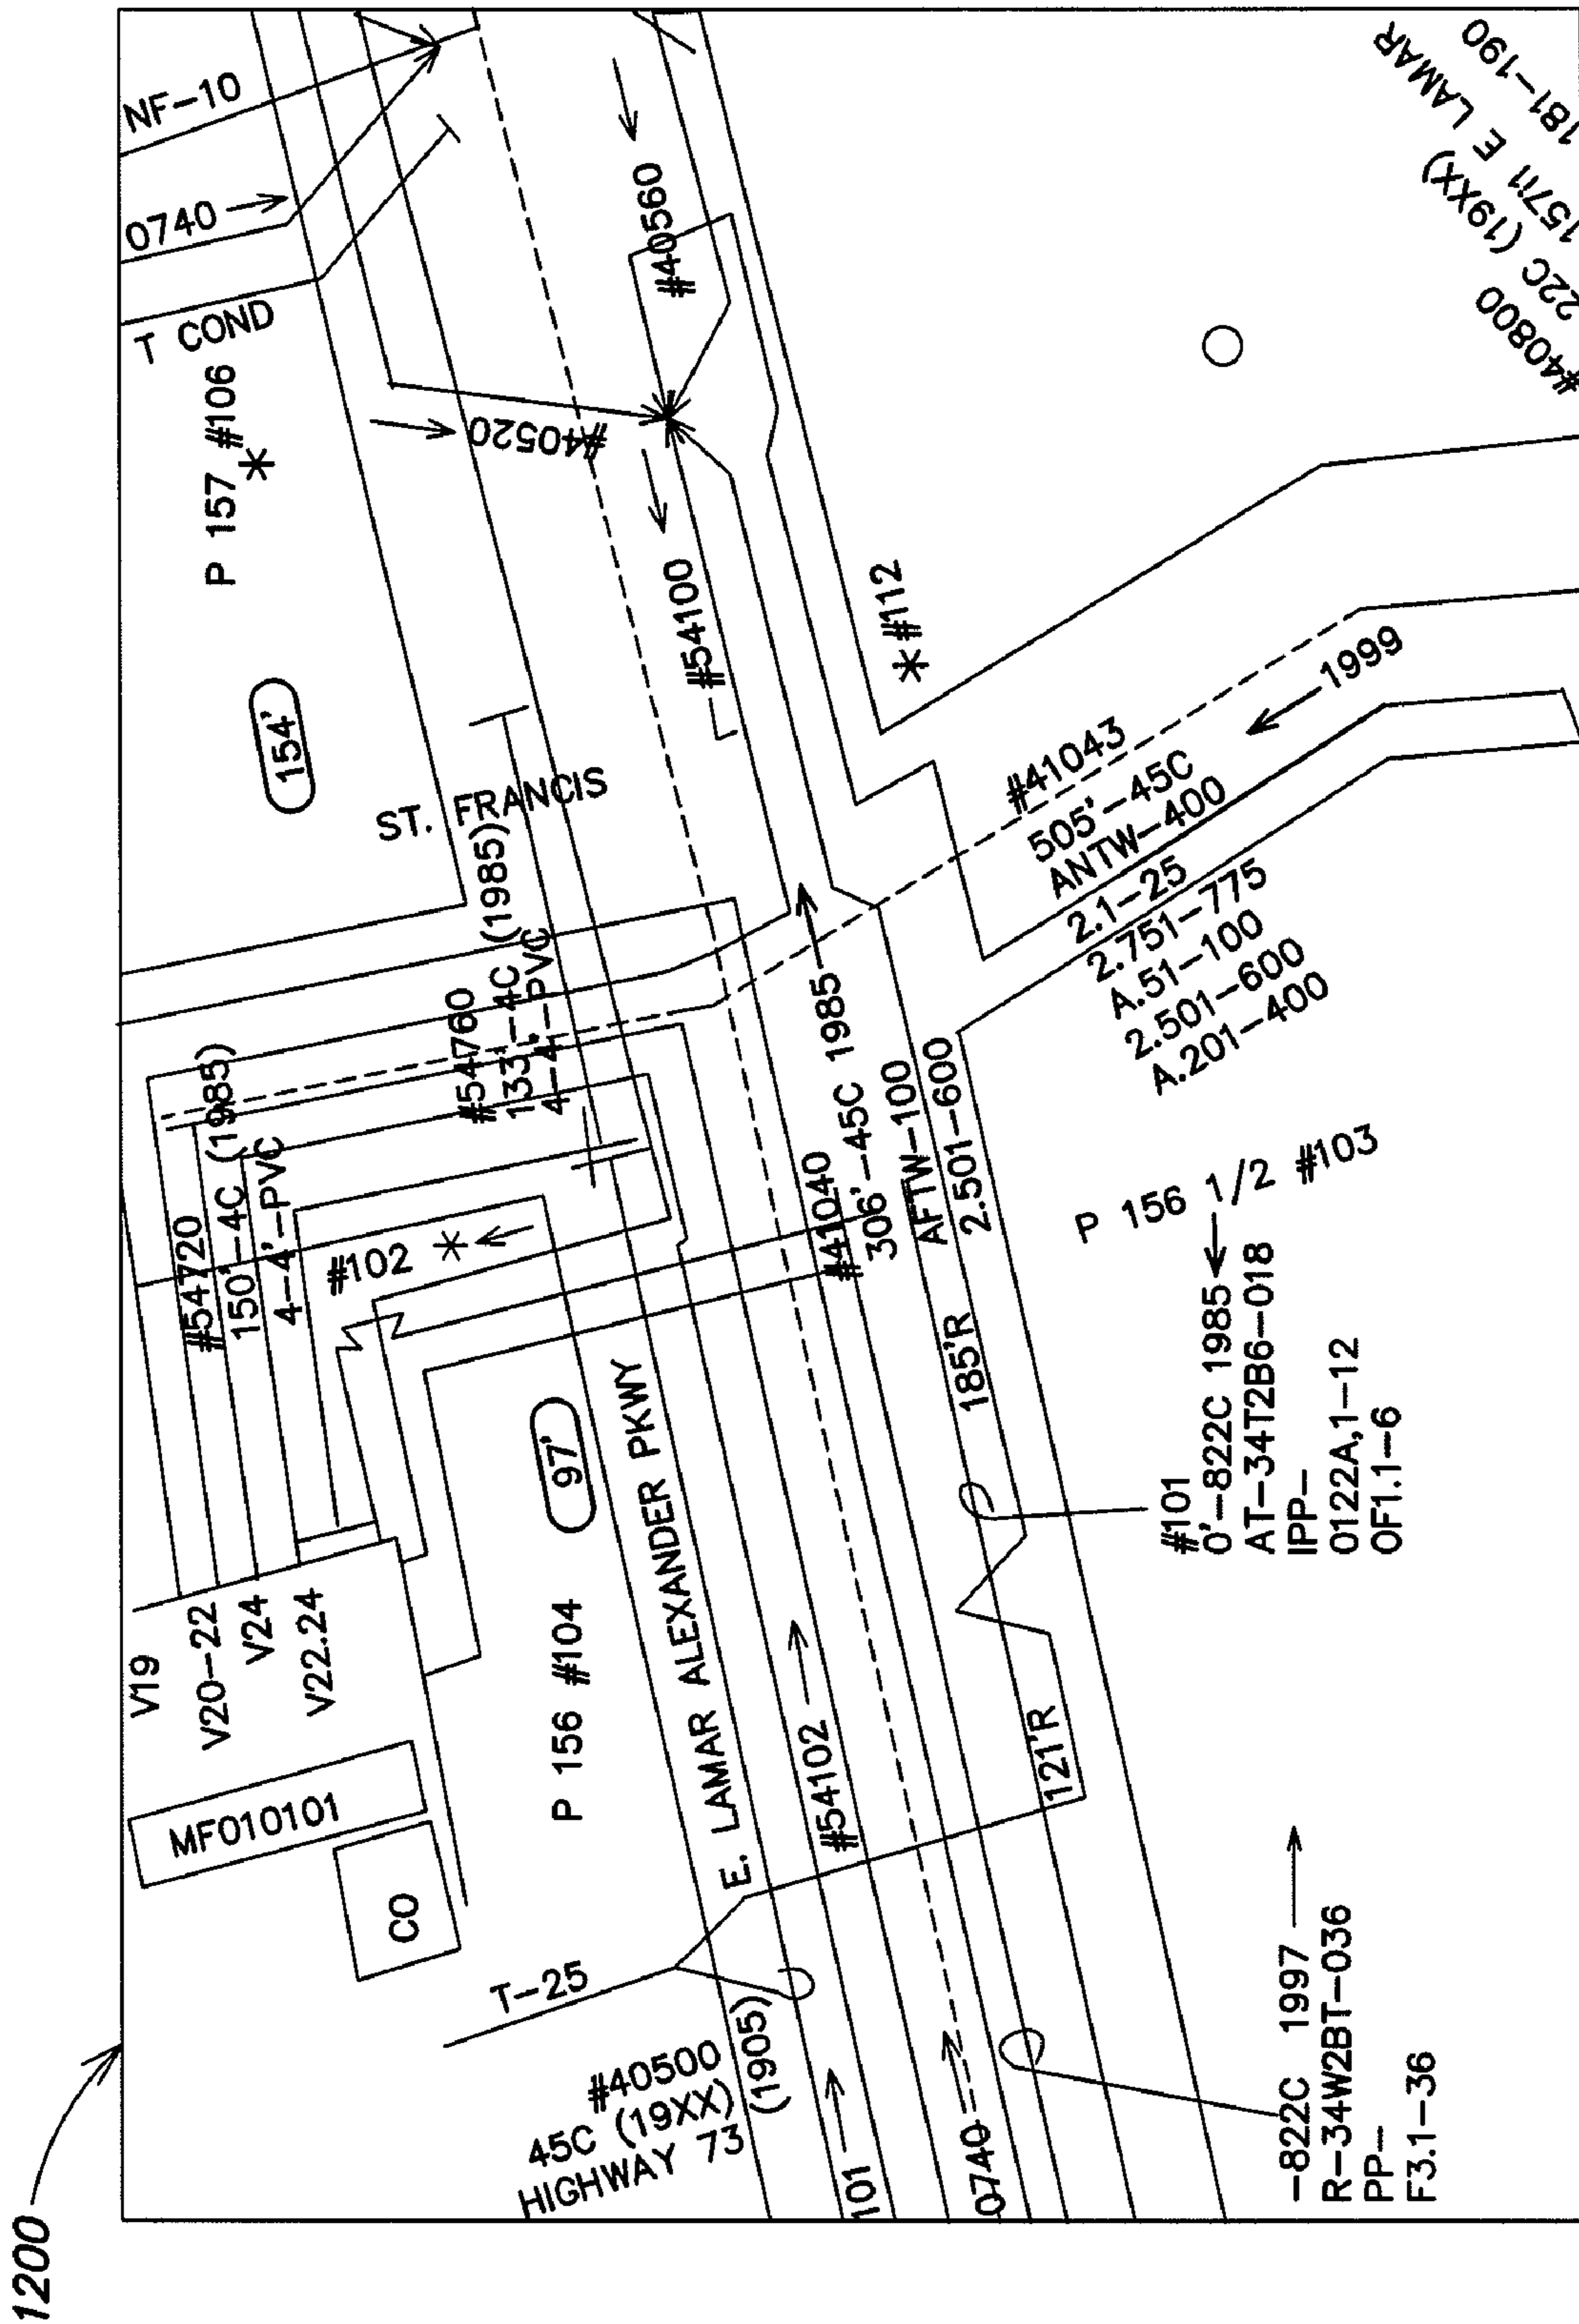 1200
V19
V20-22
V24
V22.24
MF010101
CO
P 156 #104
T-25
#40500
45C (19XX)
HIGHWAY 73
(1905)
101
0740
#54102
E. LAMAR ALEXANDER PKWY
97'
#102
#54720
150'-4C (1985)
4-4'-PVC
#54760
133'-4C (1985)
4-4'-PVC
ST. FRANCIS
154'
P 157 #106
T COND
0740
NF-10
#40520
#40560
#54100
#112
1999
#41043
505'-45C
ANTW-400
2.1-25
2.751-775
A.51-100
2.501-600
A.201-400
#41040
306'-45C 1985
AFTW-100
2.501-600
185'R
121'R
P 156 1/2 #103
#101
0'-822C 1985
AT-34T2B6-018
IPP-
0122A,1-12
OF1.1-6
-822C 1997
R-34W2BT-036
PP-
F3.1-36
#40800
22C (19XX)
157/1 E LAMAR
181-190